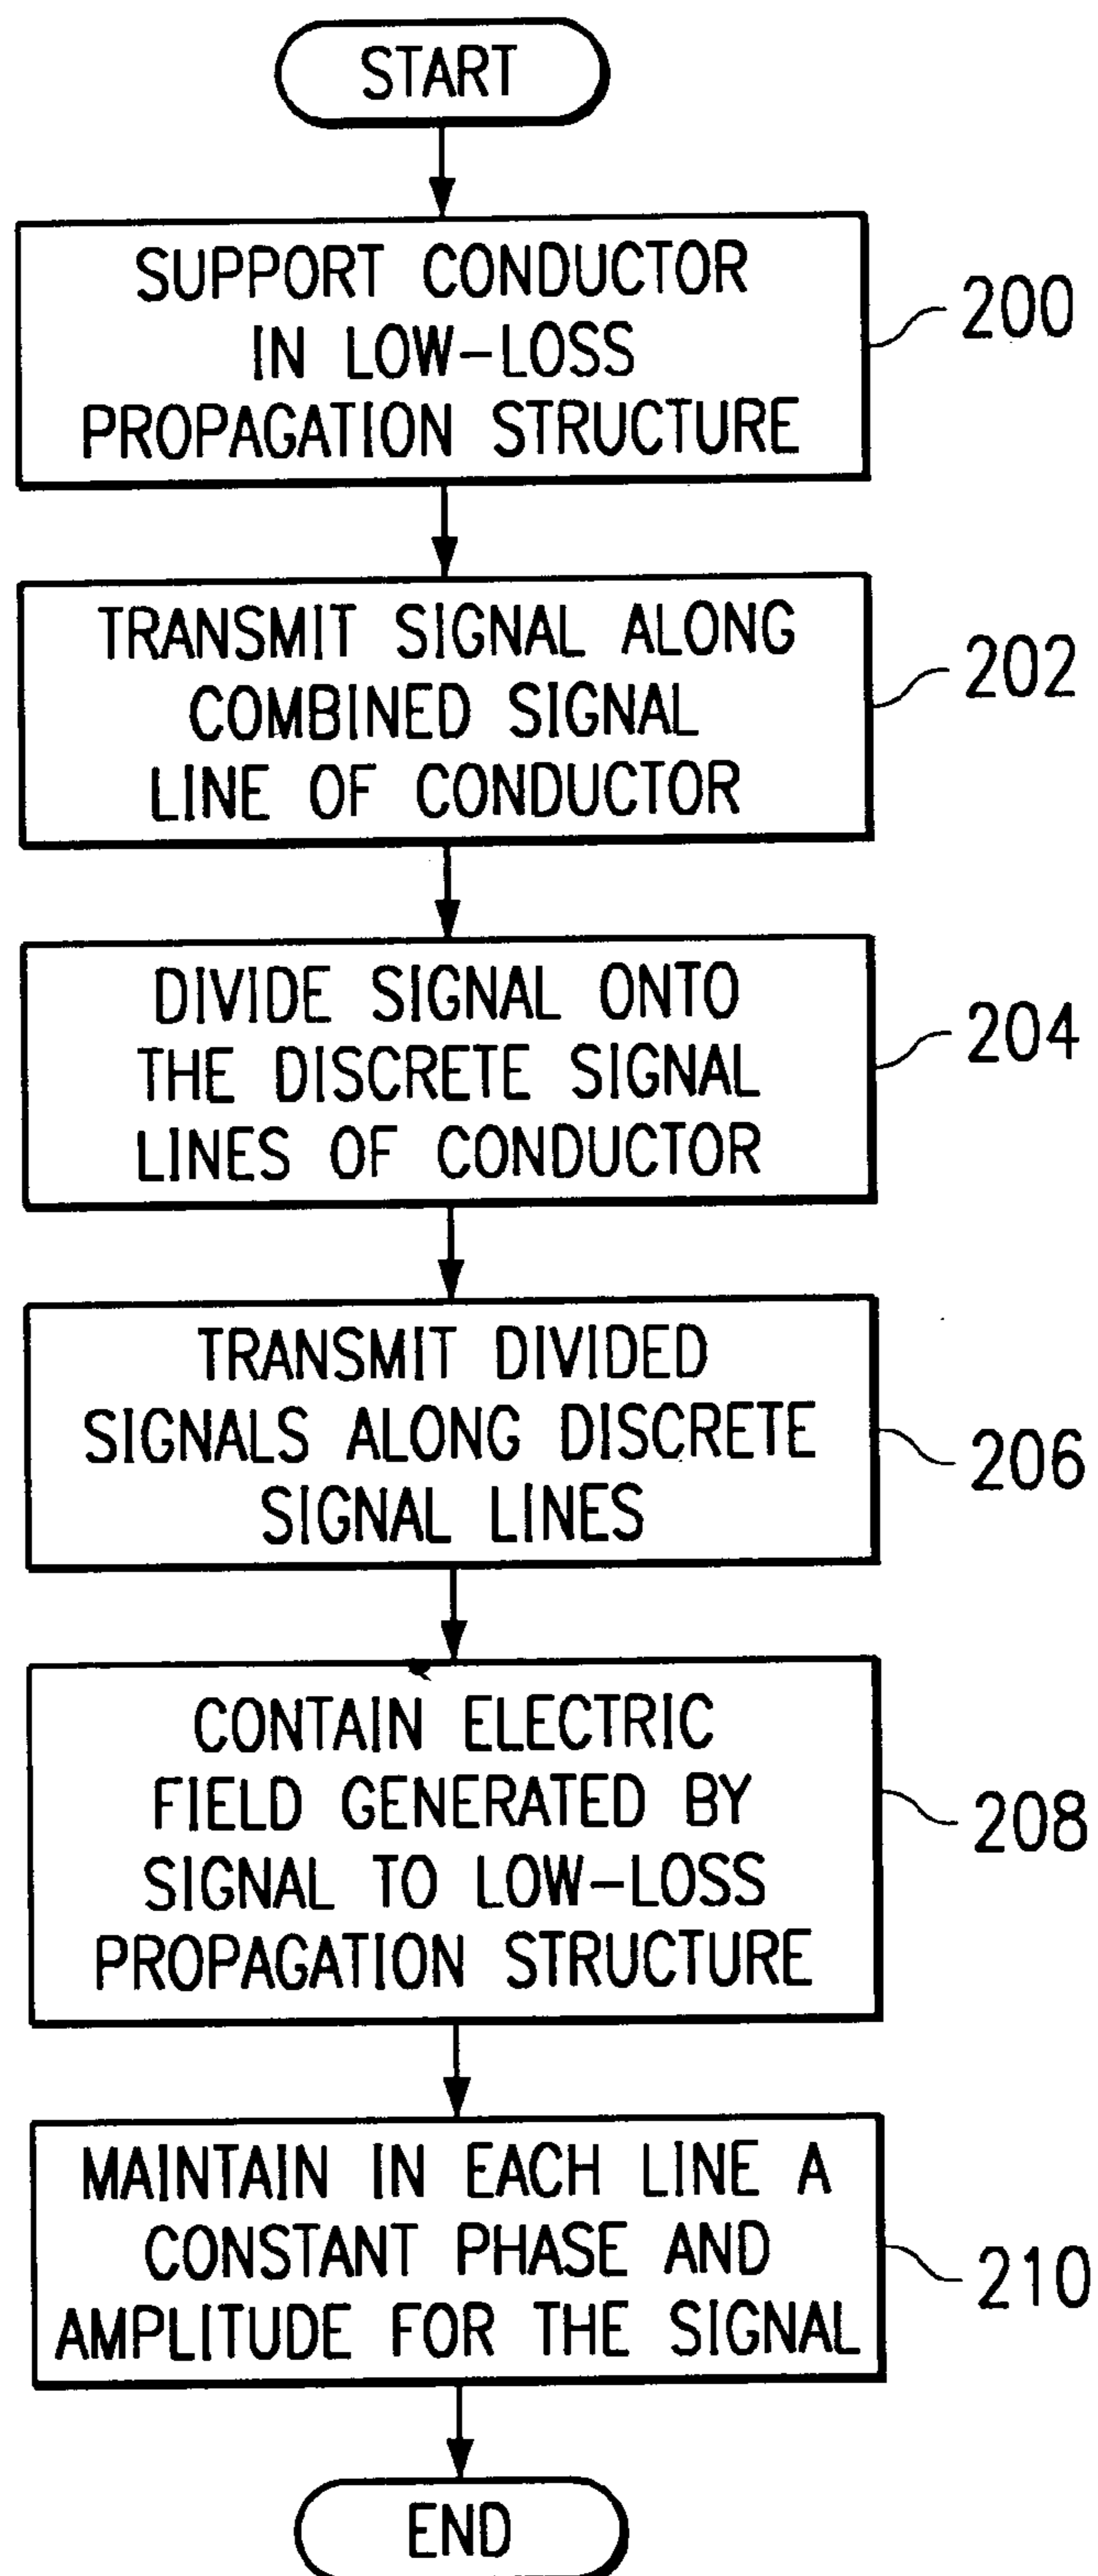 START
SUPPORT CONDUCTOR
IN LOW-LOSS
PROPAGATION STRUCTURE
200
TRANSMIT SIGNAL ALONG
COMBINED SIGNAL
LINE OF CONDUCTOR
202
DIVIDE SIGNAL ONTO
THE DISCRETE SIGNAL
LINES OF CONDUCTOR
204
TRANSMIT DIVIDED
SIGNALS ALONG DISCRETE
SIGNAL LINES
206
CONTAIN ELECTRIC
FIELD GENERATED BY
SIGNAL TO LOW-LOSS
PROPAGATION STRUCTURE
208
MAINTAIN IN EACH LINE A
CONSTANT PHASE AND
AMPLITUDE FOR THE SIGNAL
210
END